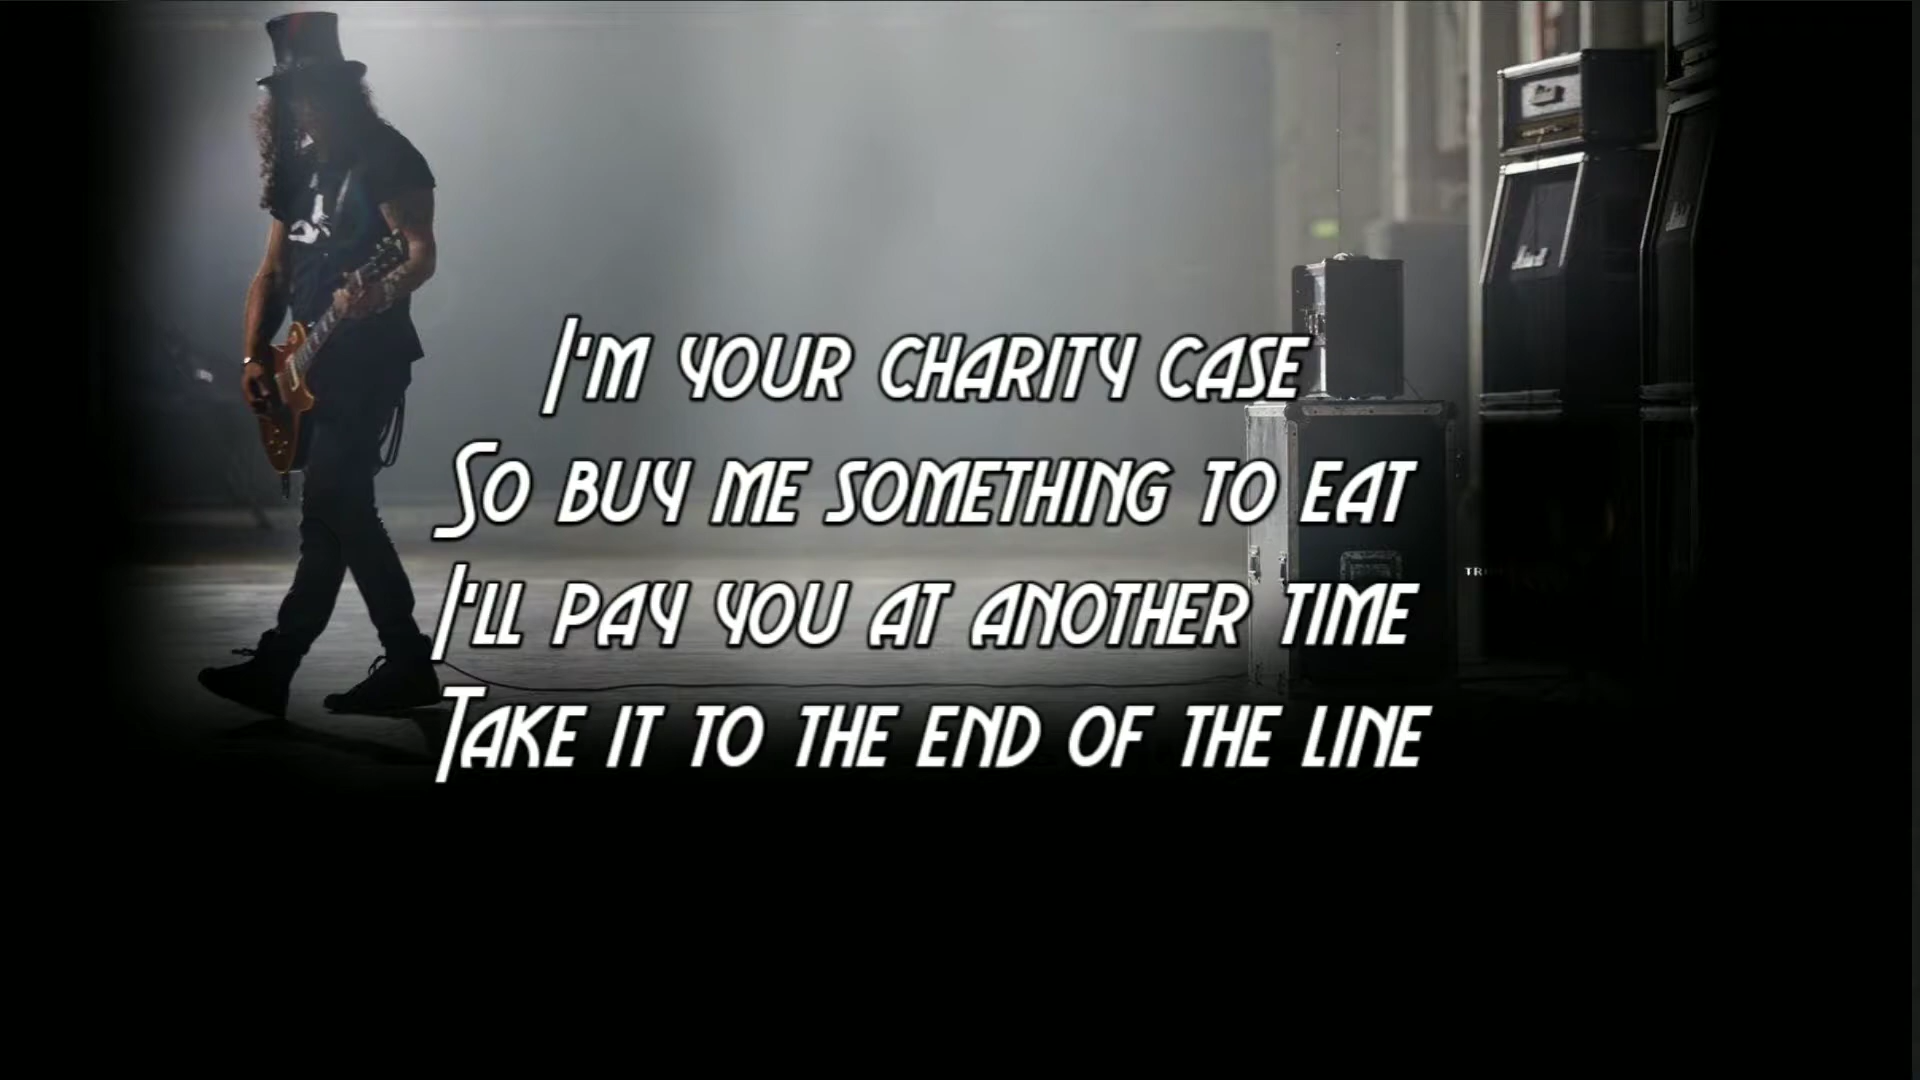 I'm your charity case
So buy me something to eat
I'll pay you at another time
Take it to the end of the line